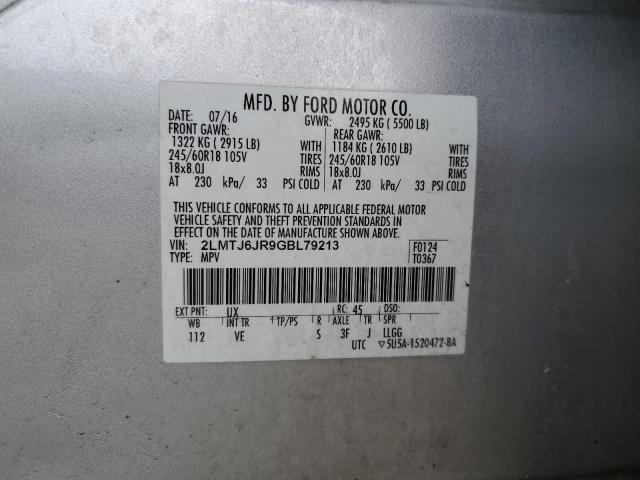 MFD. BY FORD MOTOR CO.
DATE: 07/16 GVWR: 2495 KG ( 5500 LB)
FRONT GAWR: REAR GAWR:
1322 KG ( 2915 LB) WITH 1184 KG ( 2610 LB) WITH
245/60R18 105V TIRES 245/60R18 105V TIRES
18x8.0J RIMS 18x8.0J RIMS
AT 230 kPa/ 33 PSI COLD AT 230 kPa/ 33 PSI COLD
THIS VEHICLE CONFORMS TO ALL APPLICABLE FEDERAL MOTOR
VEHICLE SAFETY AND THEFT PREVENTION STANDARDS IN
EFFECT ON THE DATE OF MANUFACTURE SHOWN ABOVE.
VIN: 2LMTJ6JR9GBL79213 F0124
TYPE: MPV T0367
EXT PNT: UX RC: 45 DSO:
WB INT TR TP/PS R AXLE TR SPR
112 VE S 3F J LLGG
UTC ▽5U5A-1520472-BA